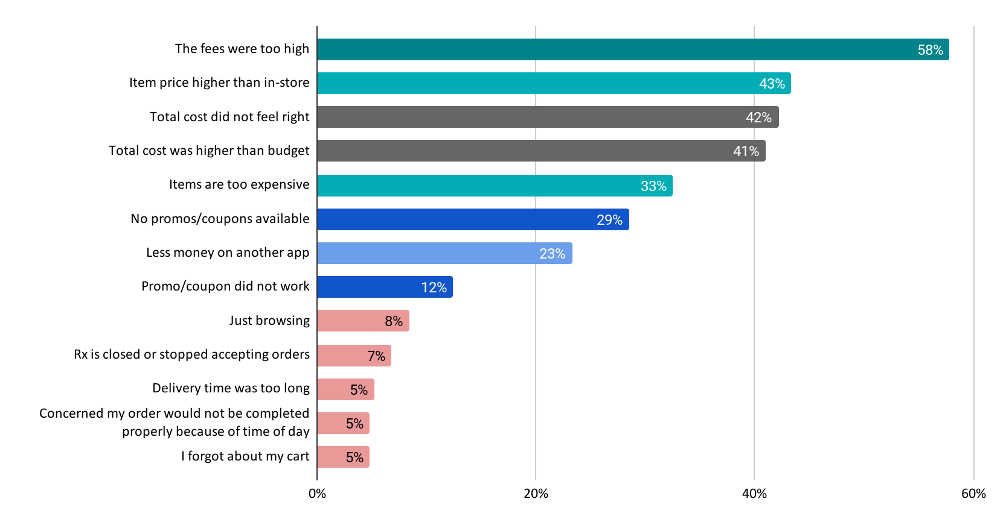 The fees were too high
58%
Item price higher than in-store
43%
Total cost did not feel right
42%
Total cost was higher than budget
41%
Items are too expensive
33%
No promos/coupons available
29%
Less money on another app
23%
Promo/coupon did not work
12%
Just browsing
8%
Rx is closed or stopped accepting orders
7%
Delivery time was too long
5%
Concerned my order would not be completed
properly because of time of day
5%
I forgot about my cart
5%
0%
20%
40%
60%